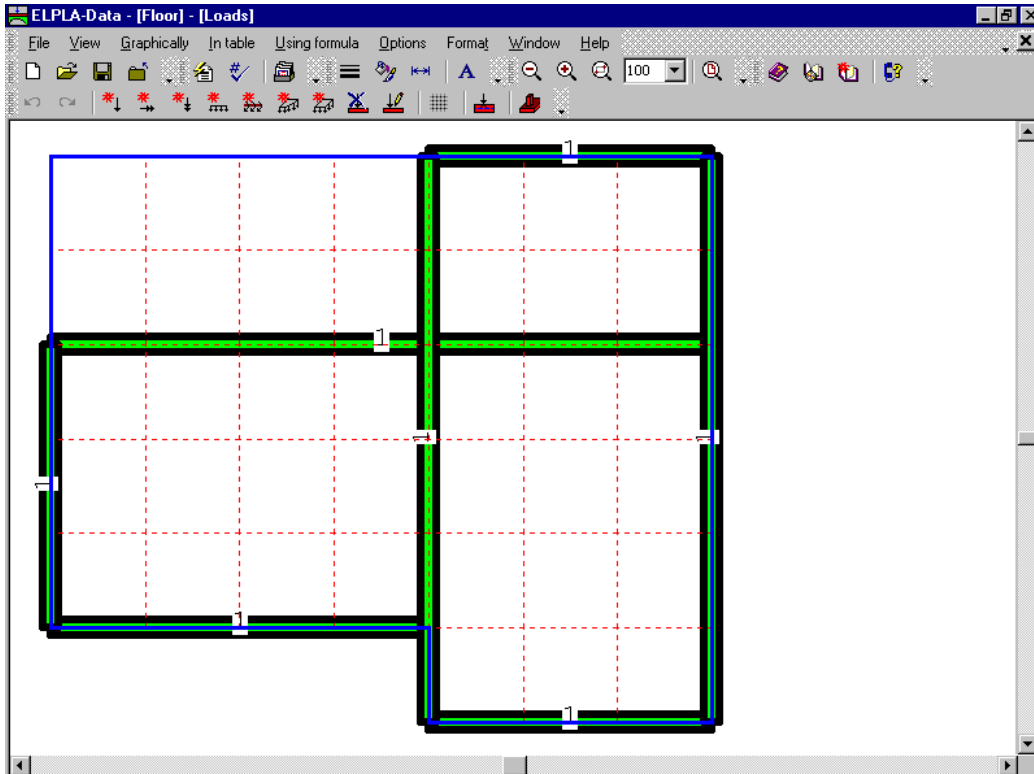 ELPLA-Data - [Floor] - [Loads]
File View Graphically In table Using formula Options Format Window Help
A 100
1
1
1 1
1
1
1